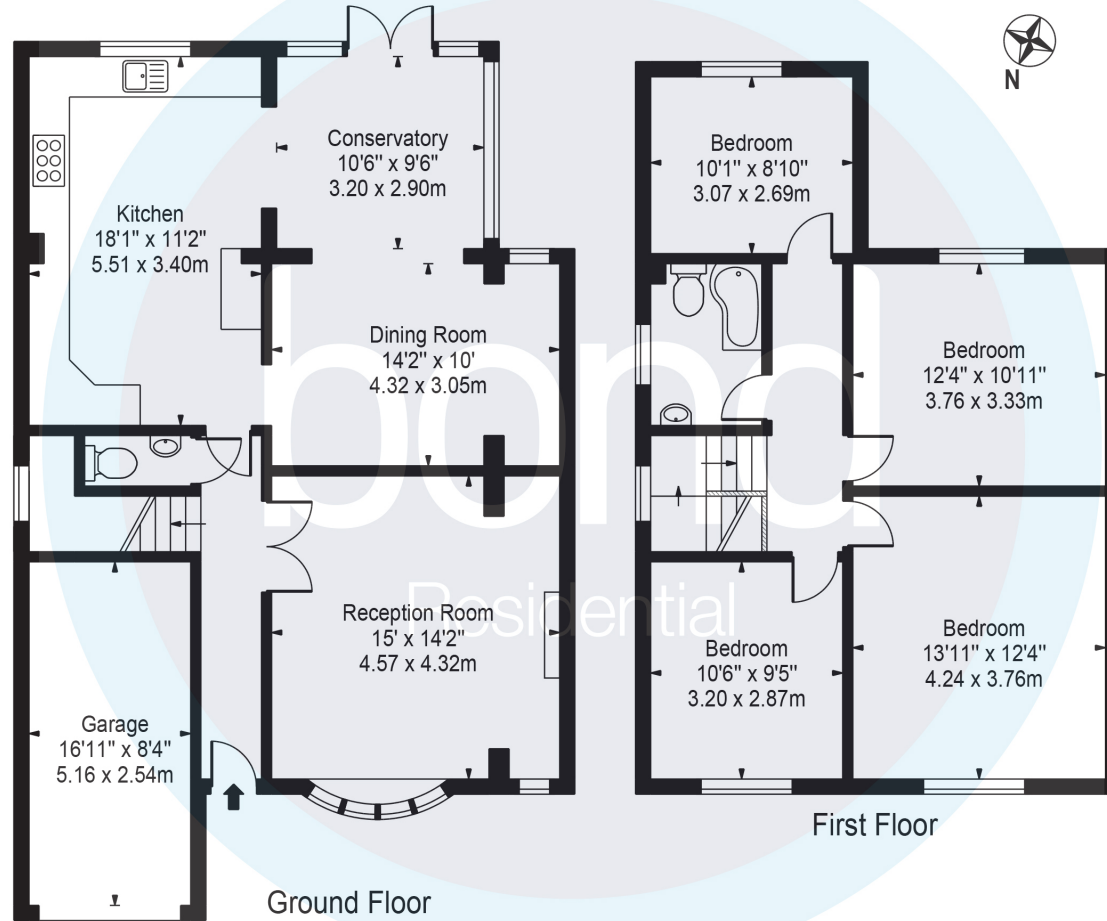 N
Conservatory
10'6" x 9'6"
3.20 x 2.90m
Kitchen
18'1" x 11'2"
5.51 x 3.40m
Dining Room
14'2" x 10'
4.32 x 3.05m
Reception Room
15' x 14'2"
4.57 x 4.32m
Garage
16'11" x 8'4"
5.16 x 2.54m
Ground Floor
Bedroom
10'1" x 8'10"
3.07 x 2.69m
Bedroom
12'4" x 10'11"
3.76 x 3.33m
Bedroom
10'6" x 9'5"
3.20 x 2.87m
Bedroom
13'11" x 12'4"
4.24 x 3.76m
First Floor
bond
Residential